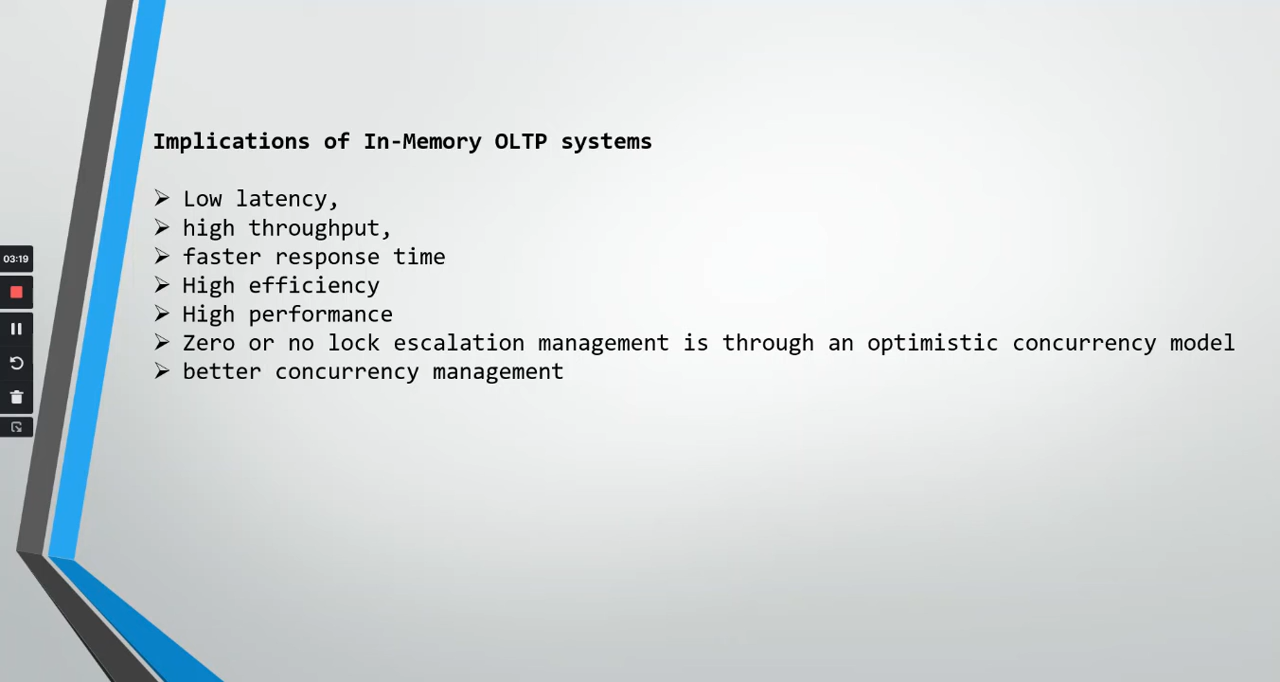 Implications of In-Memory OLTP systems
Low latency,
high throughput,
faster response time
High efficiency
High performance
Zero or no lock escalation management is through an optimistic concurrency model
better concurrency management
03:19